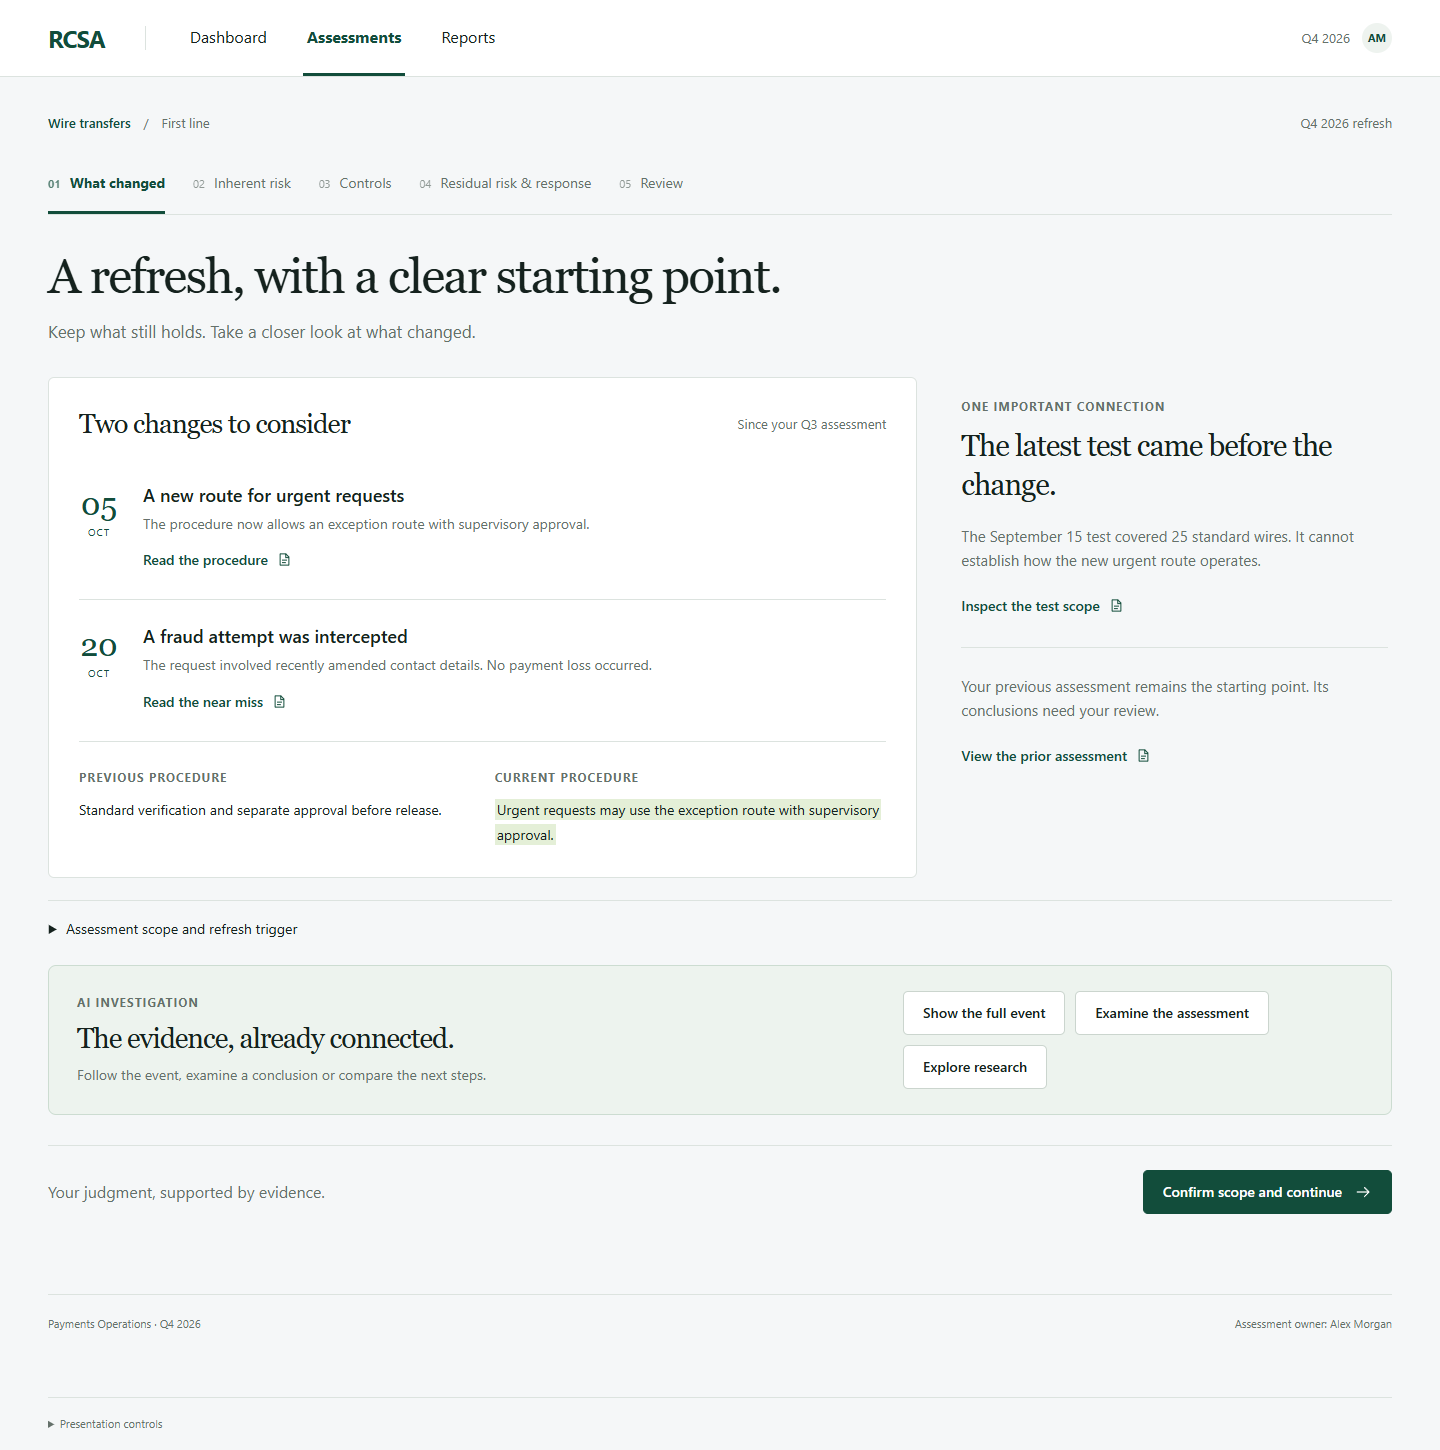 RCSA
Dashboard
Assessments
Reports
Q4 2026
AM
Wire transfers / First line
Q4 2026 refresh
01 What changed
02 Inherent risk
03 Controls
04 Residual risk & response
05 Review
A refresh, with a clear starting point.
Keep what still holds. Take a closer look at what changed.
Two changes to consider
Since your Q3 assessment
05
OCT
A new route for urgent requests
The procedure now allows an exception route with supervisory approval.
Read the procedure
20
OCT
A fraud attempt was intercepted
The request involved recently amended contact details. No payment loss occurred.
Read the near miss
PREVIOUS PROCEDURE
Standard verification and separate approval before release.
CURRENT PROCEDURE
Urgent requests may use the exception route with supervisory
approval.
ONE IMPORTANT CONNECTION
The latest test came before the
change.
The September 15 test covered 25 standard wires. It cannot
establish how the new urgent route operates.
Inspect the test scope
Your previous assessment remains the starting point. Its
conclusions need your review.
View the prior assessment
Assessment scope and refresh trigger
AI INVESTIGATION
The evidence, already connected.
Follow the event, examine a conclusion or compare the next steps.
Show the full event
Examine the assessment
Explore research
Your judgment, supported by evidence.
Confirm scope and continue
Payments Operations · Q4 2026
Assessment owner: Alex Morgan
Presentation controls